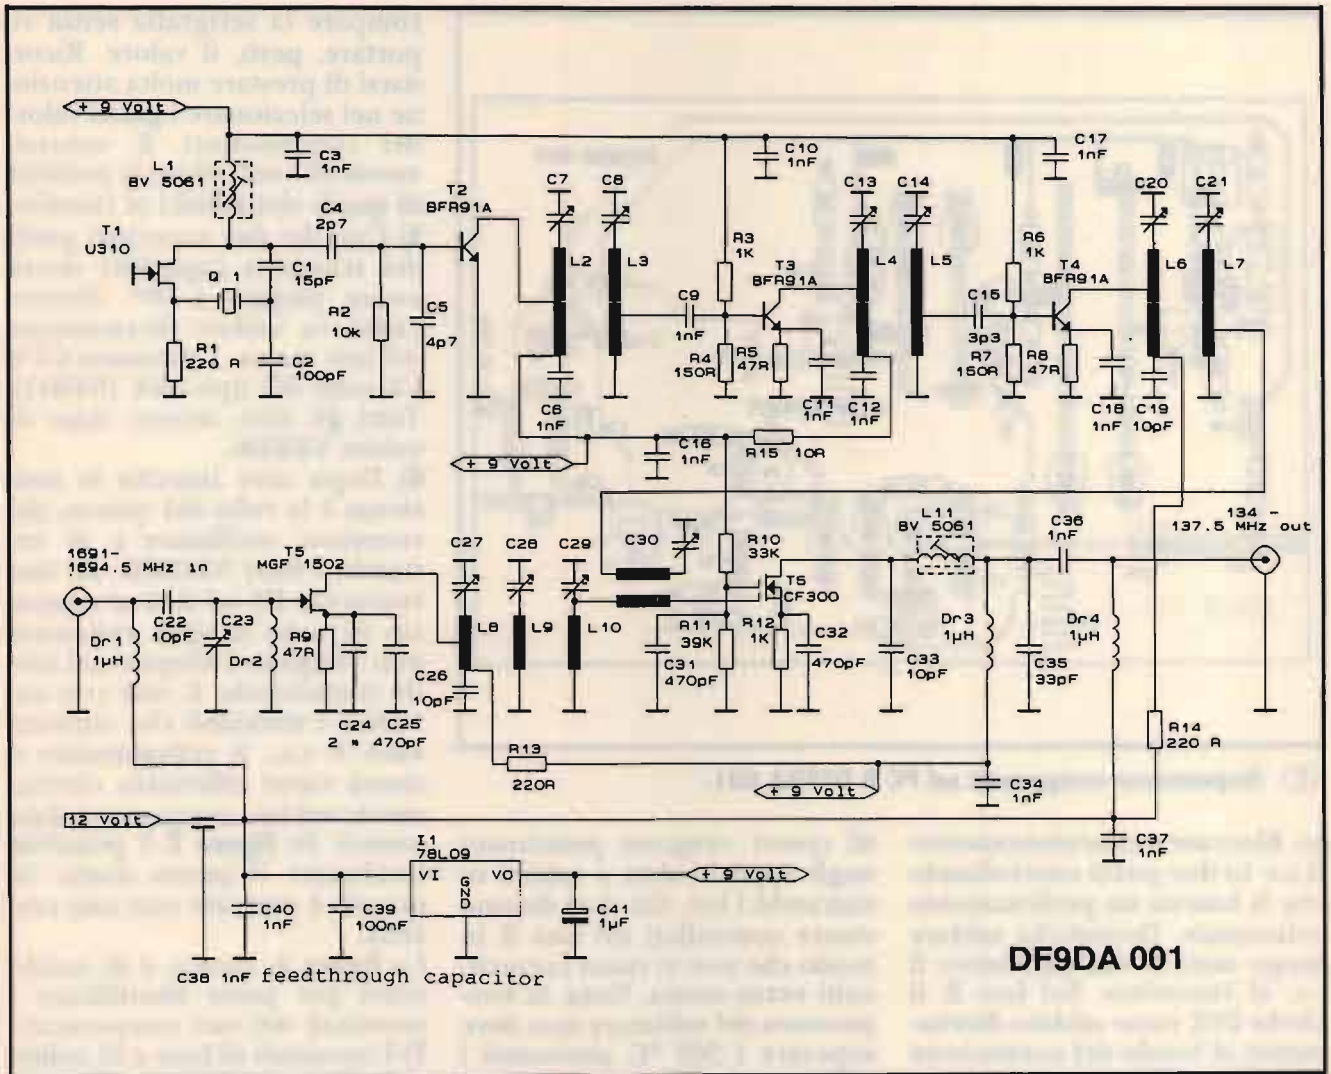 + 9 Volt
L1
BV 5061
C3
1nF
C10
1nF
C17
1nF
T1
U310
C4
2p7
T2
BFR91A
C7
C8
C13
C14
C20
C21
Q 1
C1
15pF
R2
10K
C5
4p7
R1
220 R
C2
100pF
L2
L3
C9
1nF
R3
1K
T3
BFR91A
L4
L5
C15
3p3
R6
1K
T4
BFR91A
L6
L7
R4
150R
R5
47R
C11
1nF
C12
1nF
R7
150R
R8
47R
C18
1nF
C19
10pF
C6
1nF
+ 9 Volt
C16
1nF
R15 10R
1691-
1694.5 MHz in
T5
MGF 1502
C27
C28
C29
C30
R10
33K
T5
CF300
L11
BV 5061
C36
1nF
134 -
137.5 MHz out
Dr1
1µH
C22
10pF
C23
Dr2
R9
47R
C24 C25
2 * 470pF
L8
L9
L10
C26
10pF
C31
470pF
R11
39K
R12
1K
C32
470pF
C33
10pF
Dr3
1µH
C35
33pF
Dr4
1µH
R14
220 R
R13
220R
+ 9 Volt
C34
1nF
C37
1nF
12 Volt
I1
78L09
VI
VO
GND
+ 9 Volt
C40
1nF
C39
100nF
C41
1µF
C38 1nF feedthrough capacitor
DF9DA 001